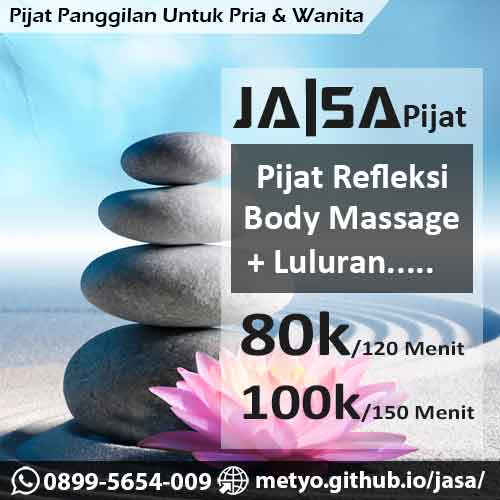 Pijat Panggilan Untuk Pria & Wanita
JA|SA Pijat
Pijat Refleksi
Body Massage
+ Luluran.....
80k/120 Menit
100k/150 Menit
0899-5654-009 metyo.github.io/jasa/